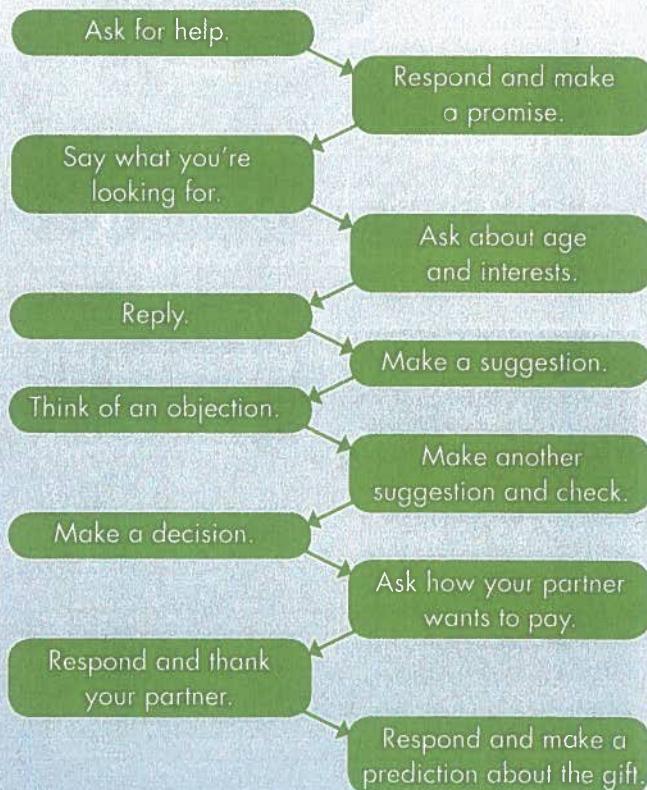 Ask for help.
Respond and make
a promise.
Say what you're
looking for.
Ask about age
and interests.
Reply.
Make a suggestion.
Think of an objection.
Make another
suggestion and check.
Make a decision.
Ask how your partner
wants to pay.
Respond and thank
your partner.
Respond and make a
prediction about the gift.